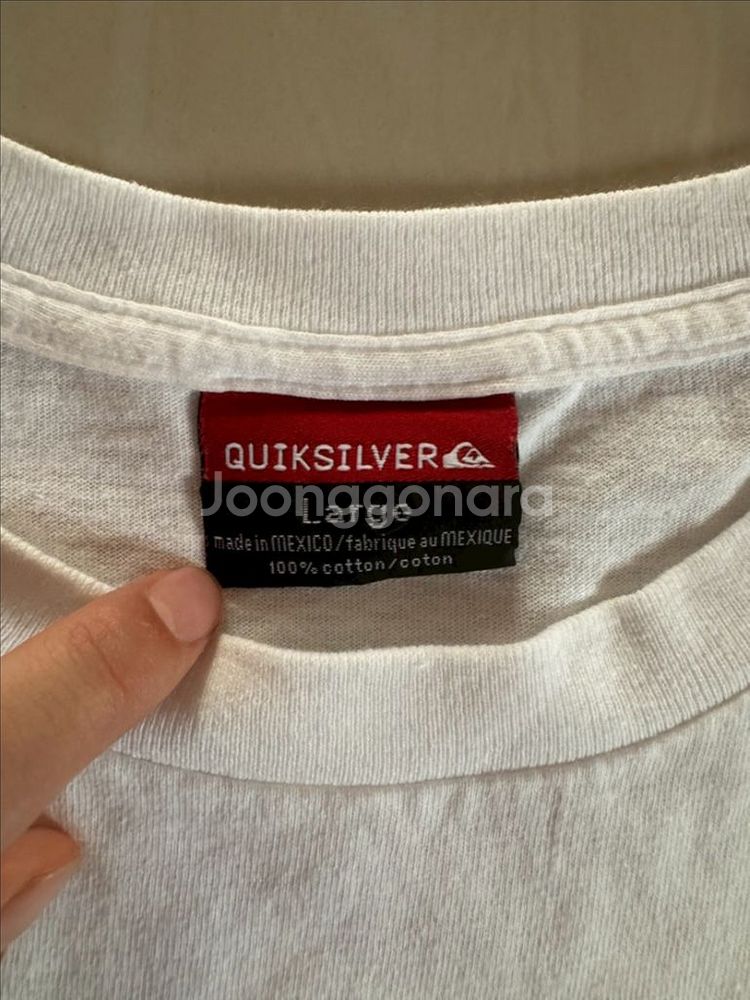 QUIKSILVER
Joonggonara
Large
made in MEXICO/fabrique au MEXIQUE
100% cotton/coton